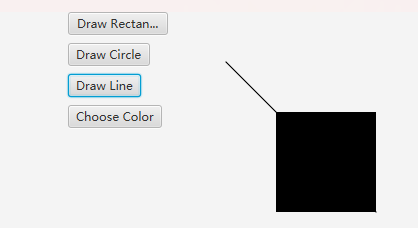 Draw Rectan...
Draw Circle
Draw Line
Choose Color